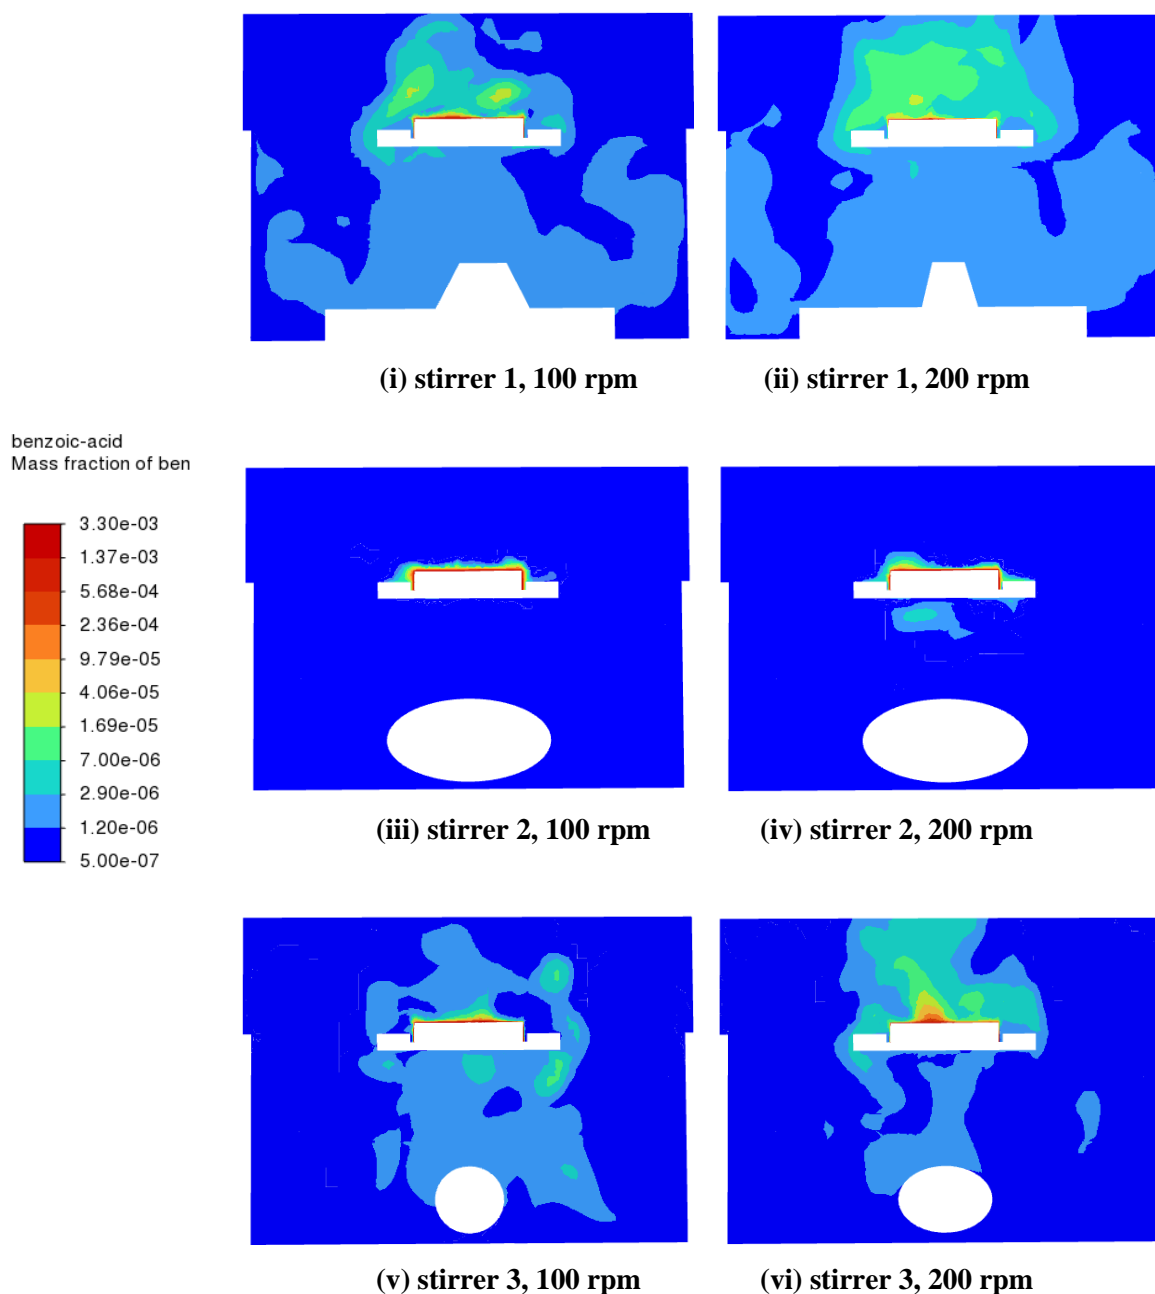 (i) stirrer 1, 100 rpm
(ii) stirrer 1, 200 rpm
benzoic-acid
Mass fraction of ben
3.30e-03
1.37e-03
5.68e-04
2.36e-04
9.79e-05
4.06e-05
1.69e-05
7.00e-06
2.90e-06
1.20e-06
5.00e-07
(iii) stirrer 2, 100 rpm
(iv) stirrer 2, 200 rpm
(v) stirrer 3, 100 rpm
(vi) stirrer 3, 200 rpm